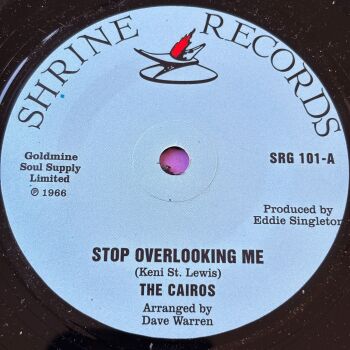 SHRINE RECORDS
Goldmine
Soul Supply
Limited
℗ 1966
SRG 101-A
Produced by
Eddie Singleton
STOP OVERLOOKING ME
(Keni St. Lewis)
THE CAIROS
Arranged by
Dave Warren